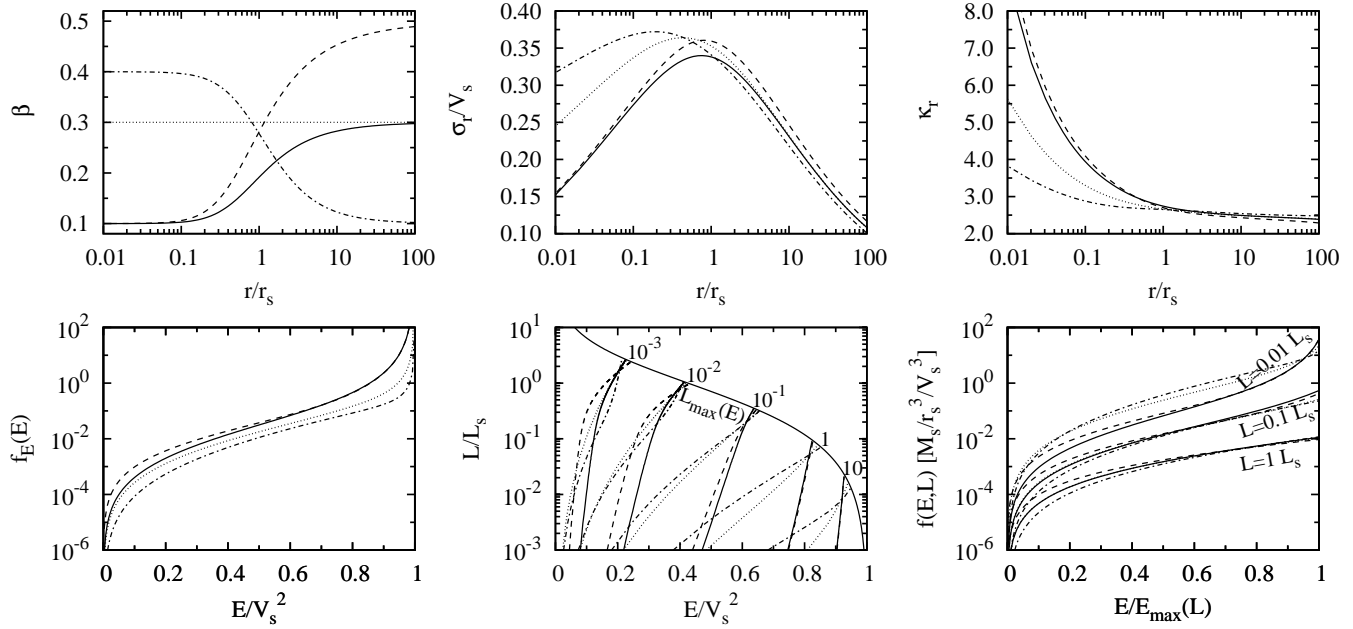 β
0.5
0.4
0.3
0.2
0.1
0.01 0.1 1 10 100
r/r_s
σ_r/V_s
0.40
0.35
0.30
0.25
0.20
0.15
0.10
0.01 0.1 1 10 100
r/r_s
κ_r
8.0
7.0
6.0
5.0
4.0
3.0
2.0
0.01 0.1 1 10 100
r/r_s
f_E(E)
10^2
10^0
10^-2
10^-4
10^-6
0 0.2 0.4 0.6 0.8 1
E/V_s^2
L/L_s
10^1
10^0
10^-1
10^-2
10^-3
10^-3
10^-2
10^-1
1
10
L_max(E)
0 0.2 0.4 0.6 0.8 1
E/V_s^2
f(E,L) [M_s/r_s^3/V_s^3]
10^2
10^0
10^-2
10^-4
10^-6
L=0.01 L_s
L=0.1 L_s
L=1 L_s
0 0.2 0.4 0.6 0.8 1
E/E_max(L)